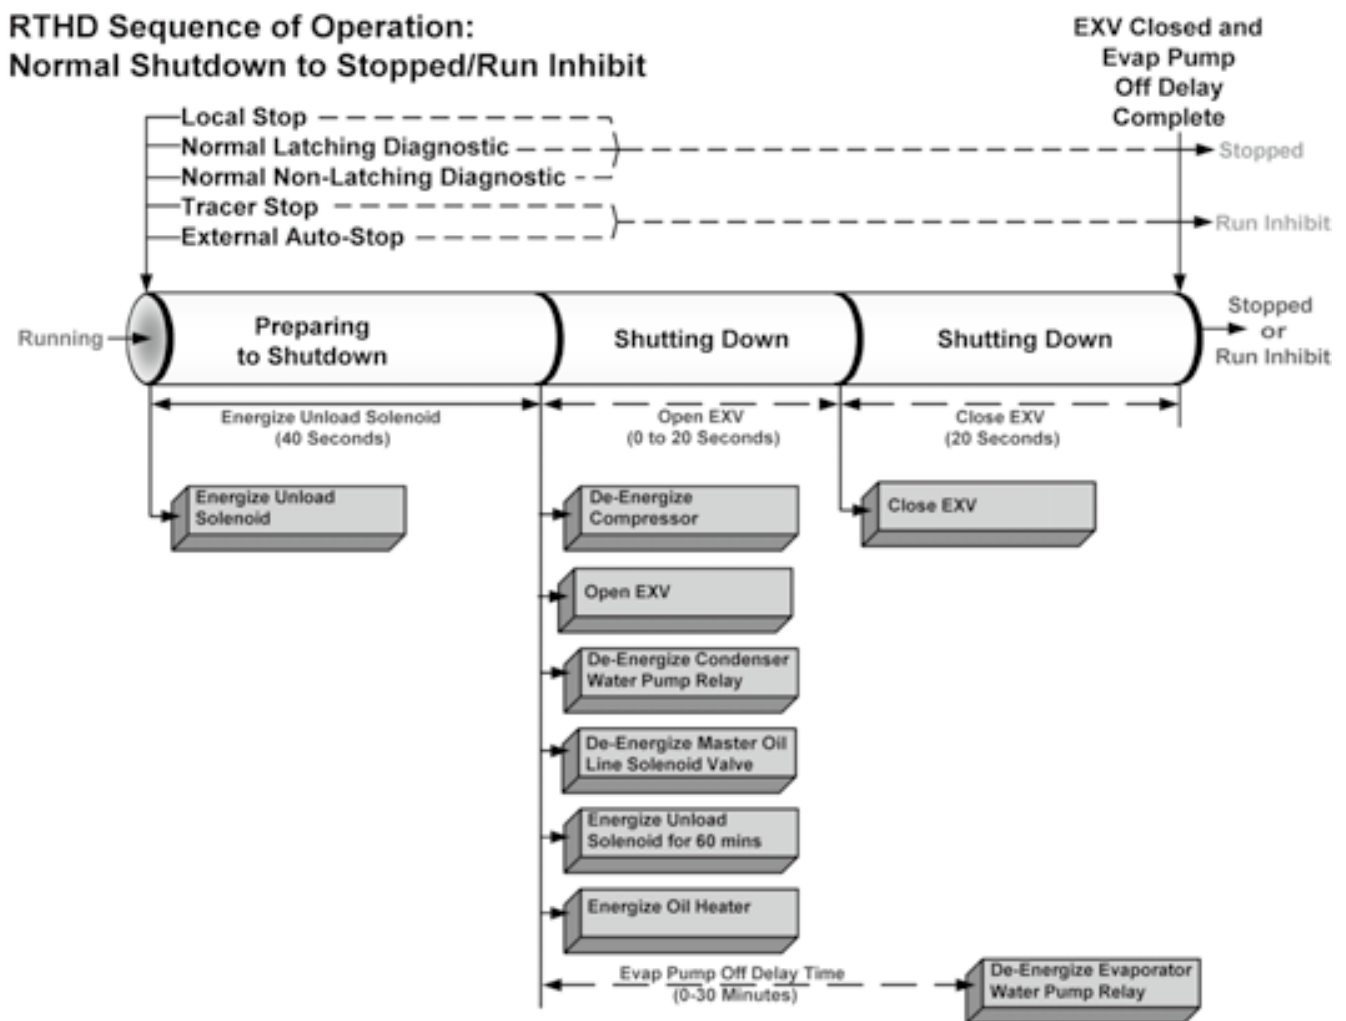 RTHD Sequence of Operation:
Normal Shutdown to Stopped/Run Inhibit
EXV Closed and
Evap Pump
Off Delay
Complete
Local Stop
Normal Latching Diagnostic
Normal Non-Latching Diagnostic
Tracer Stop
External Auto-Stop
Stopped
Run Inhibit
Running
Preparing
to Shutdown
Shutting Down
Shutting Down
Stopped
or
Run Inhibit
Energize Unload Solenoid
(40 Seconds)
Open EXV
(0 to 20 Seconds)
Close EXV
(20 Seconds)
Energize Unload
Solenoid
De-Energize
Compressor
Close EXV
Open EXV
De-Energize Condenser
Water Pump Relay
De-Energize Master Oil
Line Solenoid Valve
Energize Unload
Solenoid for 60 mins
Energize Oil Heater
Evap Pump Off Delay Time
(0-30 Minutes)
De-Energize Evaporator
Water Pump Relay